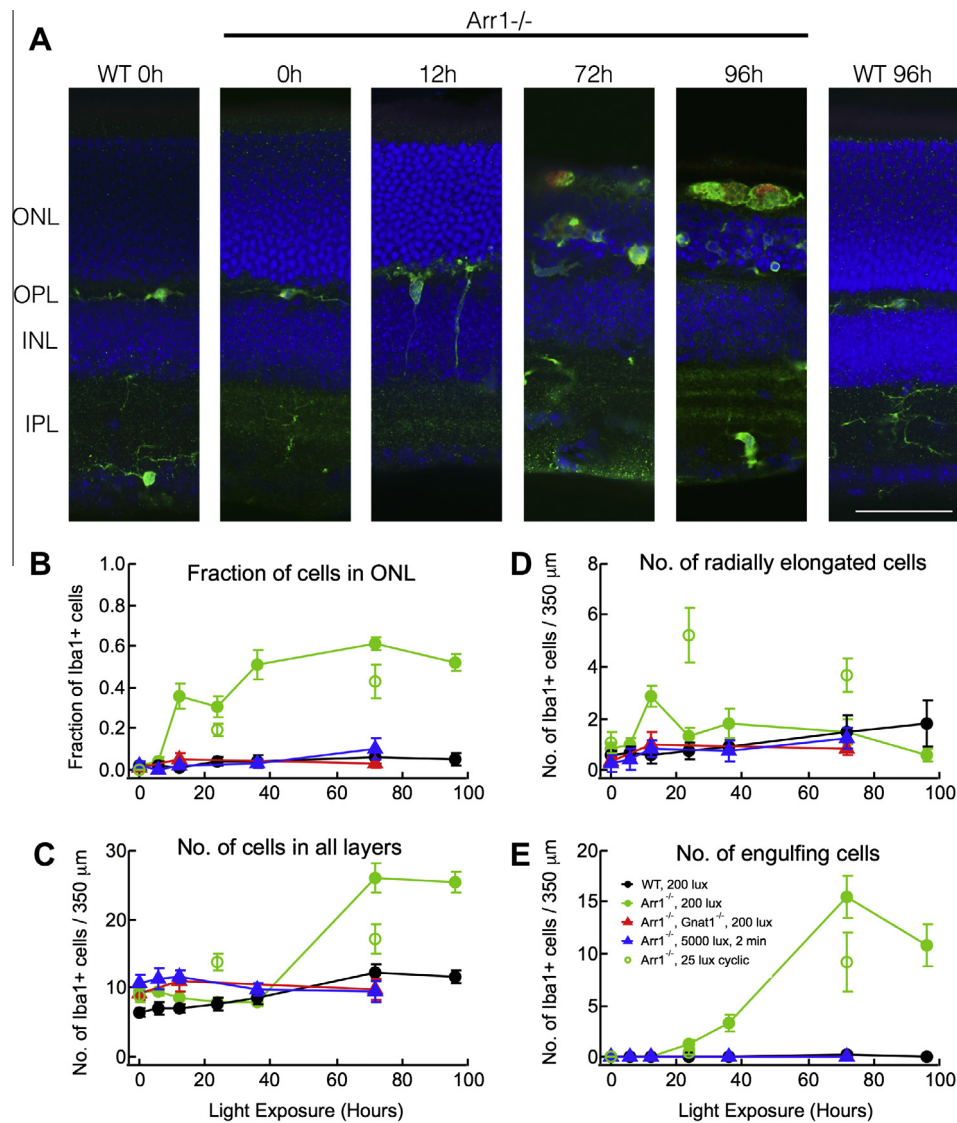 A
Arr1-/-
WT 0h 0h 12h 72h 96h WT 96h
ONL
OPL
INL
IPL
B
Fraction of cells in ONL
Fraction of Iba1+ cells
1.0
0.8
0.6
0.4
0.2
0.0
0 20 40 60 80 100
D
No. of radially elongated cells
No. of Iba1+ cells / 350 µm
8
6
4
2
0
0 20 40 60 80 100
C
No. of cells in all layers
No. of Iba1+ cells / 350 µm
30
20
10
0
0 20 40 60 80 100
Light Exposure (Hours)
E
No. of engulfing cells
No. of Iba1+ cells / 350 µm
20
15
10
5
0
WT, 200 lux
Arr1-/-, 200 lux
Arr1-/-, Gnat1-/-, 200 lux
Arr1-/-, 5000 lux, 2 min
Arr1-/-, 25 lux cyclic
0 20 40 60 80 100
Light Exposure (Hours)